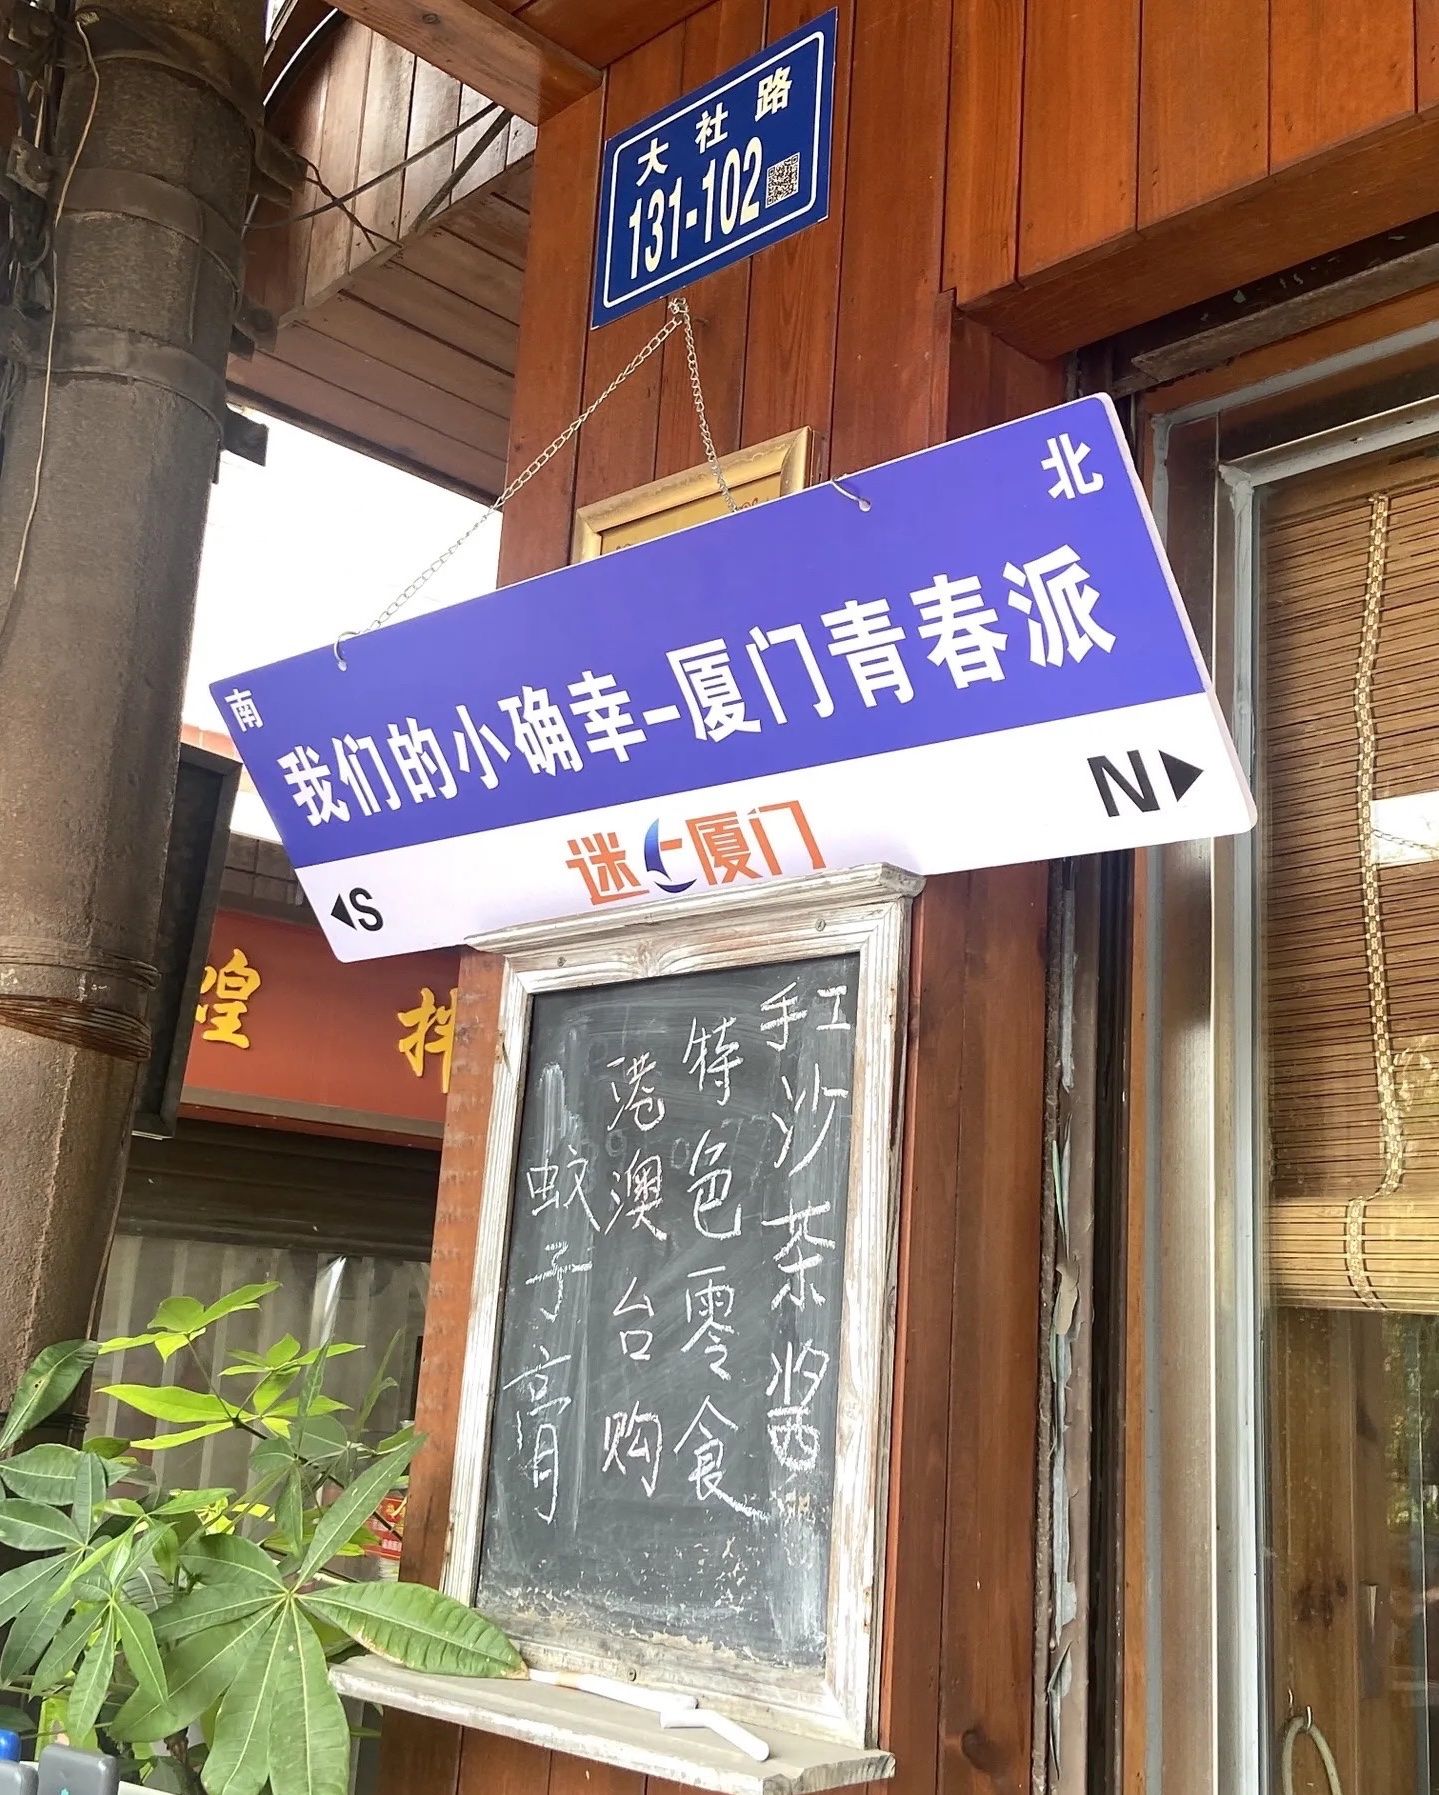 大社路
131-102
北
南
我们的小确幸-厦门青春派
N
S
迷上厦门
煌 拌
手工沙茶酱
特色零食
港澳台购
蚊子膏